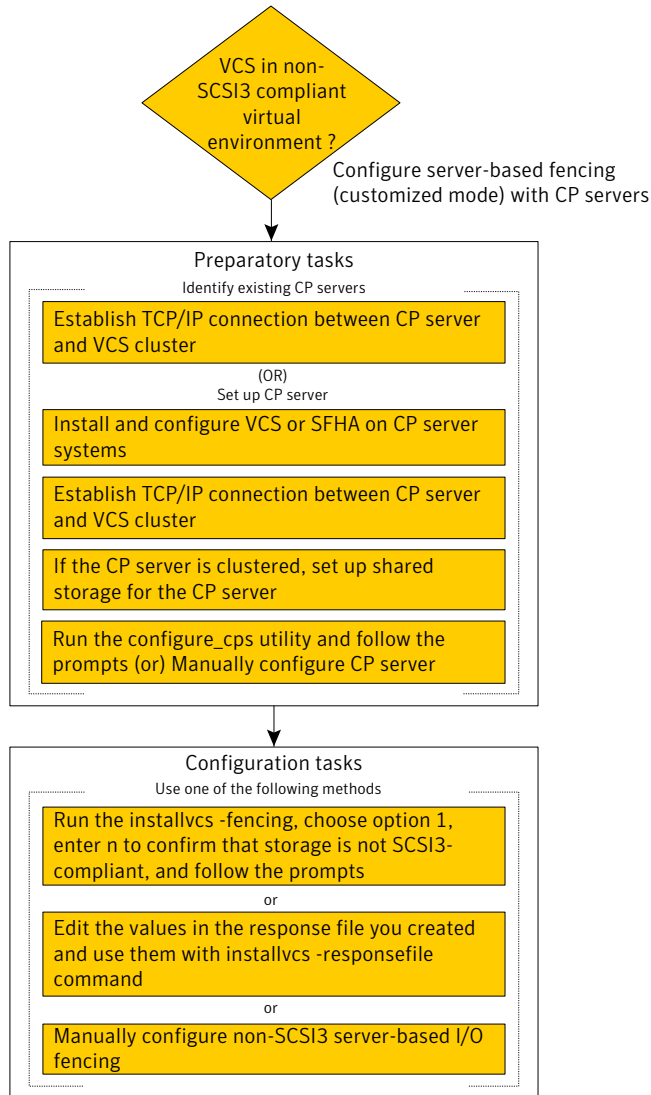 VCS in non-
SCSI3 compliant
virtual
environment ?
Configure server-based fencing
(customized mode) with CP servers
Preparatory tasks
Identify existing CP servers
Establish TCP/IP connection between CP server
and VCS cluster
(OR)
Set up CP server
Install and configure VCS or SFHA on CP server
systems
Establish TCP/IP connection between CP server
and VCS cluster
If the CP server is clustered, set up shared
storage for the CP server
Run the configure_cps utility and follow the
prompts (or) Manually configure CP server
Configuration tasks
Use one of the following methods
Run the installvcs -fencing, choose option 1,
enter n to confirm that storage is not SCSI3-
compliant, and follow the prompts
or
Edit the values in the response file you created
and use them with installvcs -responsefile
command
or
Manually configure non-SCSI3 server-based I/O
fencing